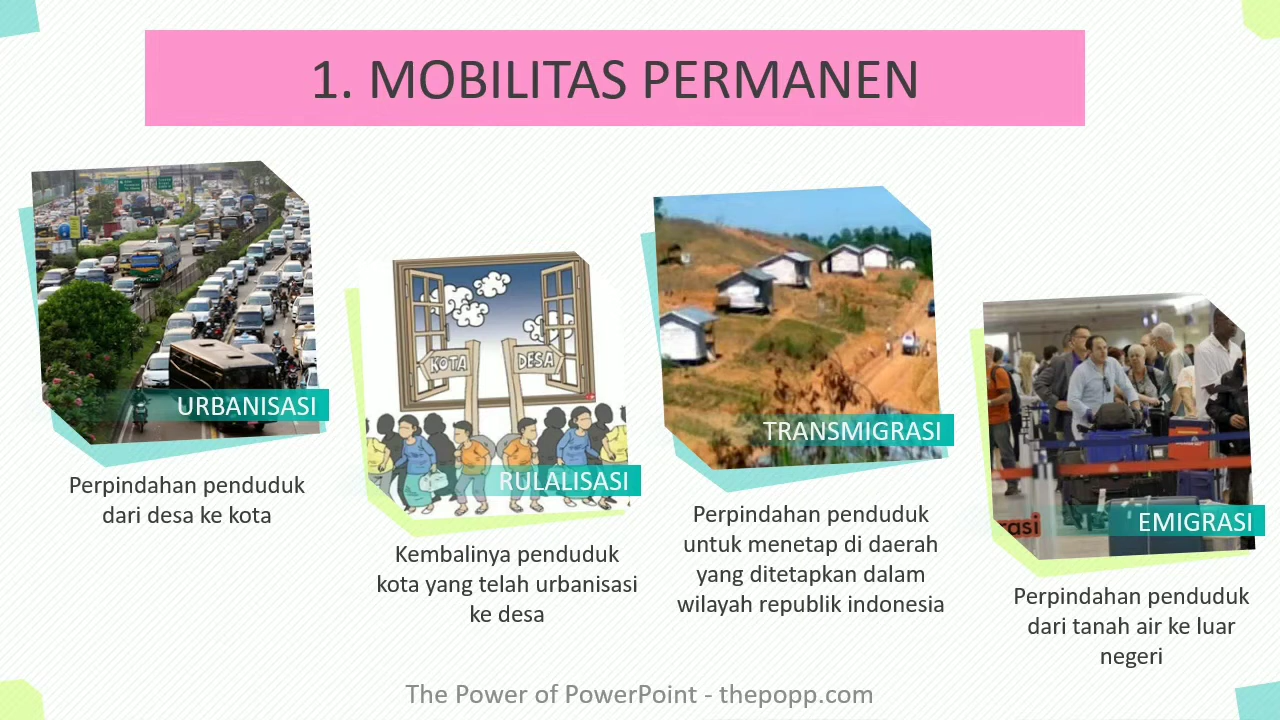 1. MOBILITAS PERMANEN
URBANISASI
Perpindahan penduduk
dari desa ke kota
KOTA
DESA
RULALISASI
Kembalinya penduduk
kota yang telah urbanisasi
ke desa
TRANSMIGRASI
Perpindahan penduduk
untuk menetap di daerah
yang ditetapkan dalam
wilayah republik indonesia
rasi
EMIGRASI
Perpindahan penduduk
dari tanah air ke luar
negeri
The Power of PowerPoint - thepopp.com